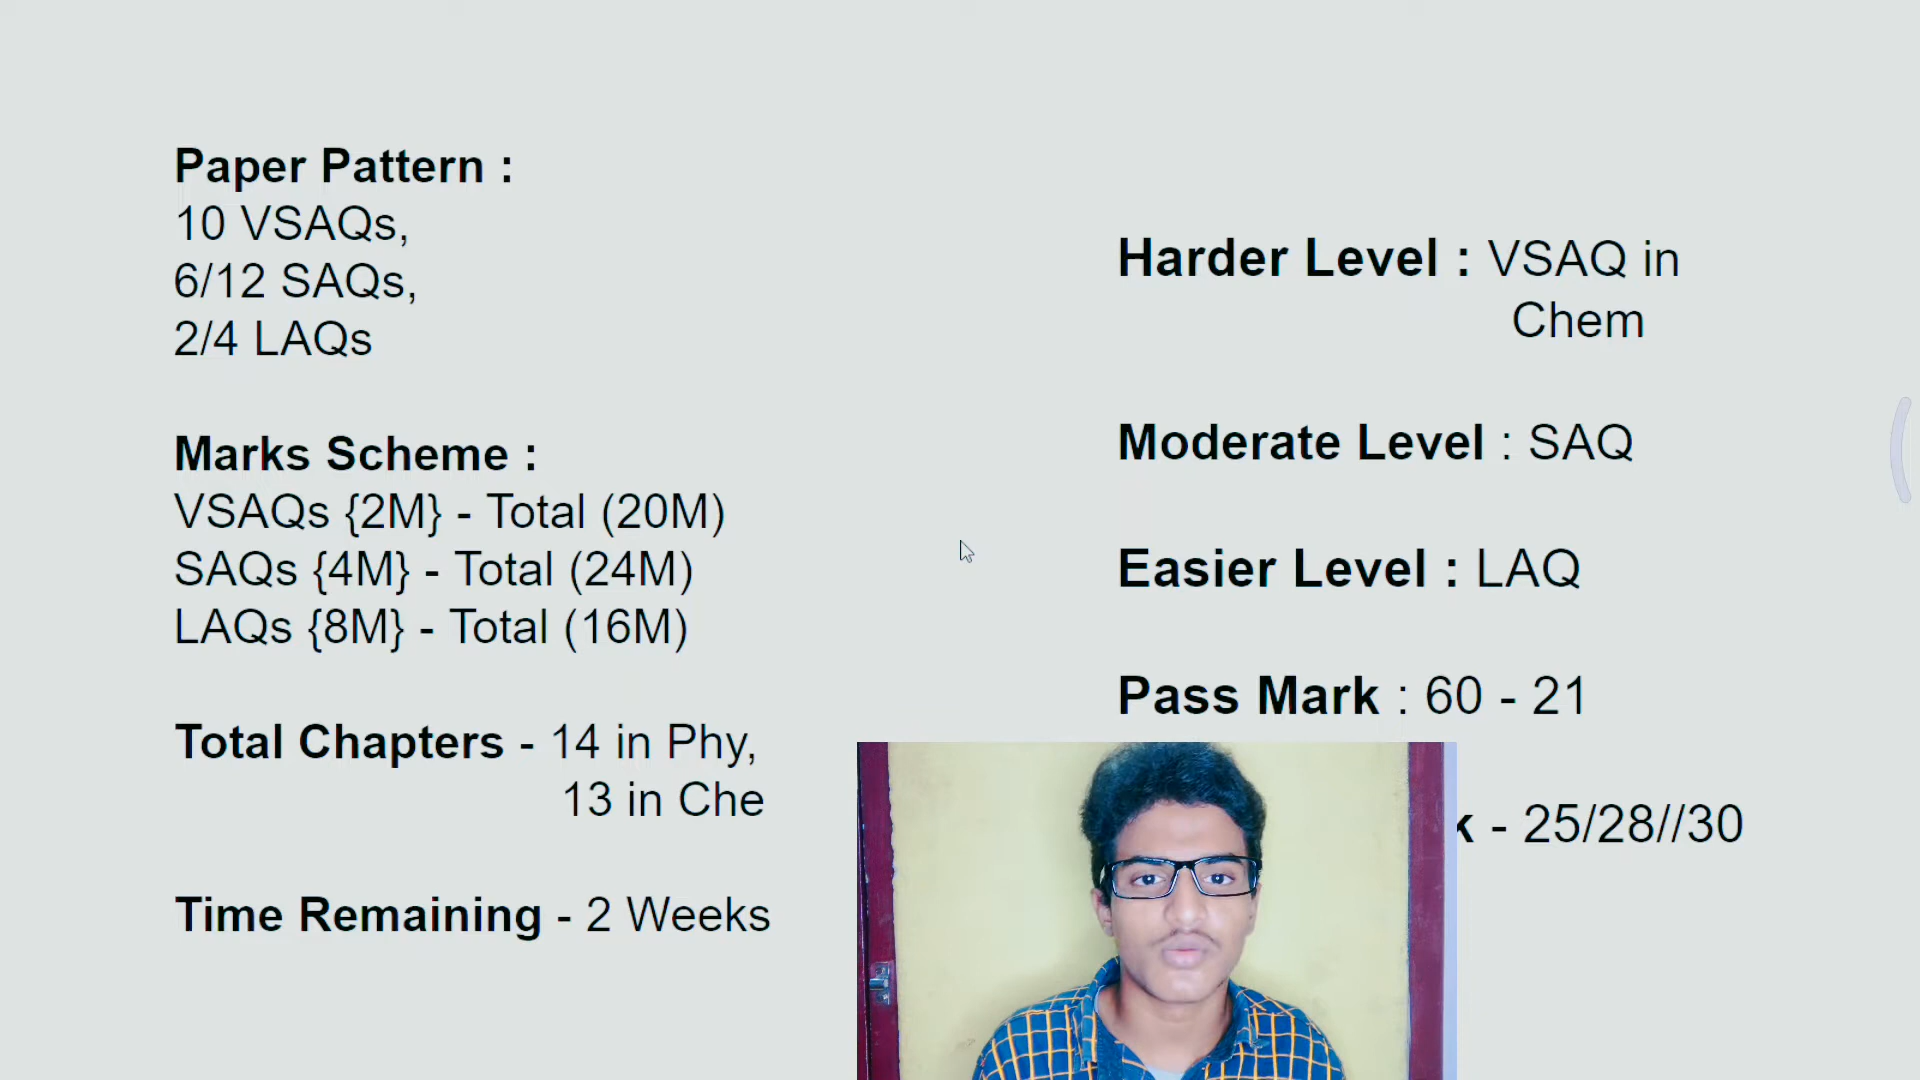 Paper Pattern :
10 VSAQs,
6/12 SAQs,
2/4 LAQs
Marks Scheme :
VSAQs {2M} - Total (20M)
SAQs {4M} - Total (24M)
LAQs {8M} - Total (16M)
Total Chapters - 14 in Phy,
13 in Che
Time Remaining - 2 Weeks
Harder Level : VSAQ in
Chem
Moderate Level : SAQ
Easier Level : LAQ
Pass Mark : 60 - 21
- 25/28//30